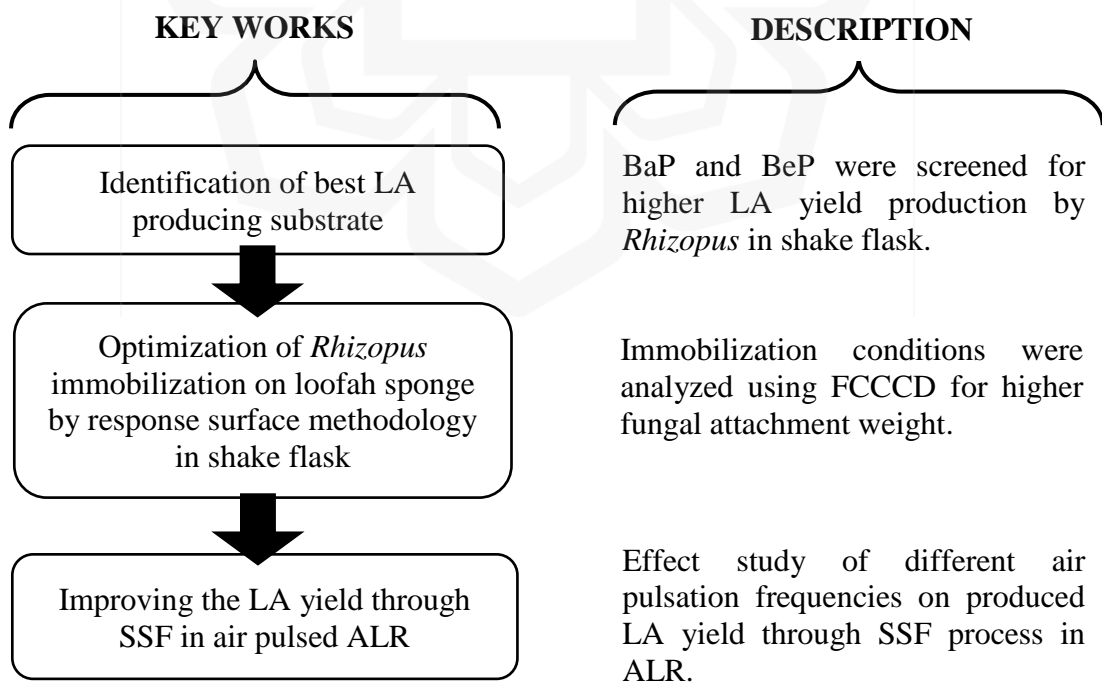 KEY WORKS
DESCRIPTION
Identification of best LA
producing substrate
BaP and BeP were screened for
higher LA yield production by
Rhizopus in shake flask.
Optimization of Rhizopus
immobilization on loofah sponge
by response surface methodology
in shake flask
Immobilization conditions were
analyzed using FCCCD for higher
fungal attachment weight.
Improving the LA yield through
SSF in air pulsed ALR
Effect study of different air
pulsation frequencies on produced
LA yield through SSF process in
ALR.